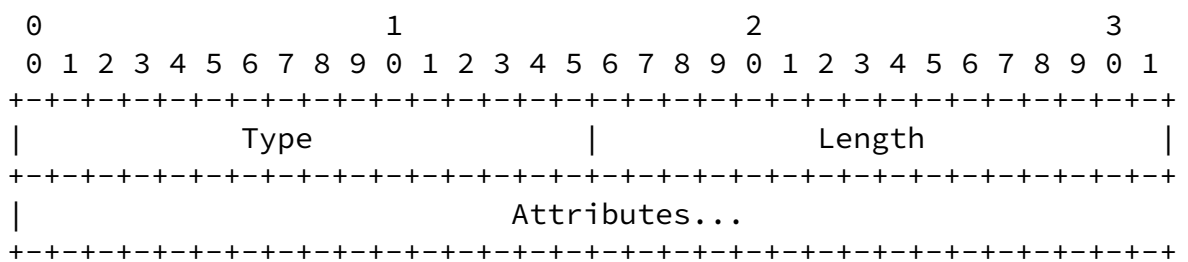 0                   1                   2                   3
 0 1 2 3 4 5 6 7 8 9 0 1 2 3 4 5 6 7 8 9 0 1 2 3 4 5 6 7 8 9 0 1
+-+-+-+-+-+-+-+-+-+-+-+-+-+-+-+-+-+-+-+-+-+-+-+-+-+-+-+-+-+-+-+-+
|            Type               |            Length             |
+-+-+-+-+-+-+-+-+-+-+-+-+-+-+-+-+-+-+-+-+-+-+-+-+-+-+-+-+-+-+-+-+
|                           Attributes...
+-+-+-+-+-+-+-+-+-+-+-+-+-+-+-+-+-+-+-+-+-+-+-+-+-+-+-+-+-+-+-+-+